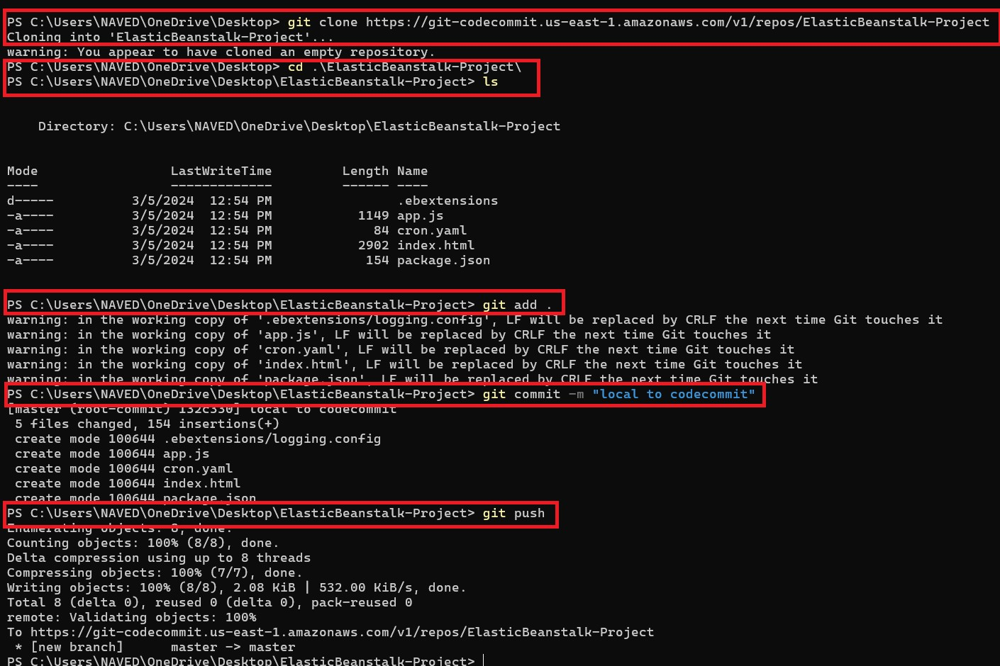 PS C:\Users\NAVED\OneDrive\Desktop> git clone https://git-codecommit.us-east-1.amazonaws.com/v1/repos/ElasticBeanstalk-Project
Cloning into 'ElasticBeanstalk-Project'...
warning: You appear to have cloned an empty repository.
PS C:\Users\NAVED\OneDrive\Desktop> cd .\ElasticBeanstalk-Project\
PS C:\Users\NAVED\OneDrive\Desktop\ElasticBeanstalk-Project> ls
Directory: C:\Users\NAVED\OneDrive\Desktop\ElasticBeanstalk-Project
Mode LastWriteTime Length Name
---- ------------- ------ ----
d----- 3/5/2024 12:54 PM .ebextensions
-a---- 3/5/2024 12:54 PM 1149 app.js
-a---- 3/5/2024 12:54 PM 84 cron.yaml
-a---- 3/5/2024 12:54 PM 2902 index.html
-a---- 3/5/2024 12:54 PM 154 package.json
PS C:\Users\NAVED\OneDrive\Desktop\ElasticBeanstalk-Project> git add .
warning: in the working copy of '.ebextensions/logging.config', LF will be replaced by CRLF the next time Git touches it
warning: in the working copy of 'app.js', LF will be replaced by CRLF the next time Git touches it
warning: in the working copy of 'cron.yaml', LF will be replaced by CRLF the next time Git touches it
warning: in the working copy of 'index.html', LF will be replaced by CRLF the next time Git touches it
warning: in the working copy of 'package.json', LF will be replaced by CRLF the next time Git touches it
PS C:\Users\NAVED\OneDrive\Desktop\ElasticBeanstalk-Project> git commit -m "local to codecommit"
[master (root-commit) 132c330] local to codecommit
 5 files changed, 154 insertions(+)
 create mode 100644 .ebextensions/logging.config
 create mode 100644 app.js
 create mode 100644 cron.yaml
 create mode 100644 index.html
 create mode 100644 package.json
PS C:\Users\NAVED\OneDrive\Desktop\ElasticBeanstalk-Project> git push
Enumerating objects: 8, done.
Counting objects: 100% (8/8), done.
Delta compression using up to 8 threads
Compressing objects: 100% (7/7), done.
Writing objects: 100% (8/8), 2.08 KiB | 532.00 KiB/s, done.
Total 8 (delta 0), reused 0 (delta 0), pack-reused 0
remote: Validating objects: 100%
To https://git-codecommit.us-east-1.amazonaws.com/v1/repos/ElasticBeanstalk-Project
 * [new branch] master -> master
PS C:\Users\NAVED\OneDrive\Desktop\ElasticBeanstalk-Project>